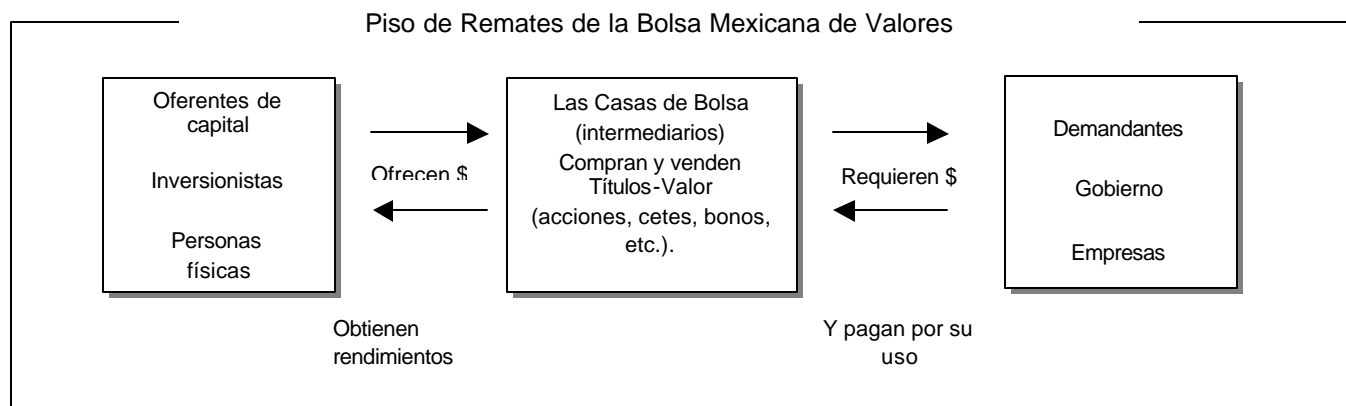 Piso de Remates de la Bolsa Mexicana de Valores
Oferentes de
capital
Inversionistas
Personas
físicas
Ofrecen $
Obtienen
rendimientos
Las Casas de Bolsa
(intermediarios)
Compran y venden
Títulos-Valor
(acciones, cetes, bonos,
etc.).
Requieren $
Y pagan por su
uso
Demandantes
Gobierno
Empresas